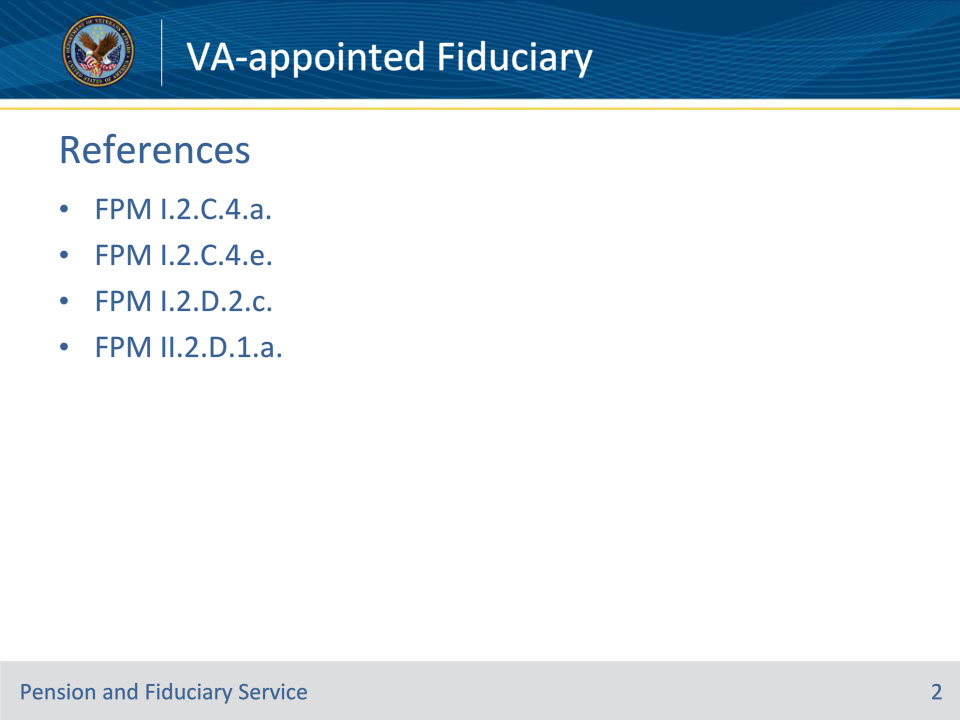 VA-appointed Fiduciary
References
• FPM I.2.C.4.a.
• FPM I.2.C.4.e.
• FPM I.2.D.2.c.
• FPM II.2.D.1.a.
Pension and Fiduciary Service
2